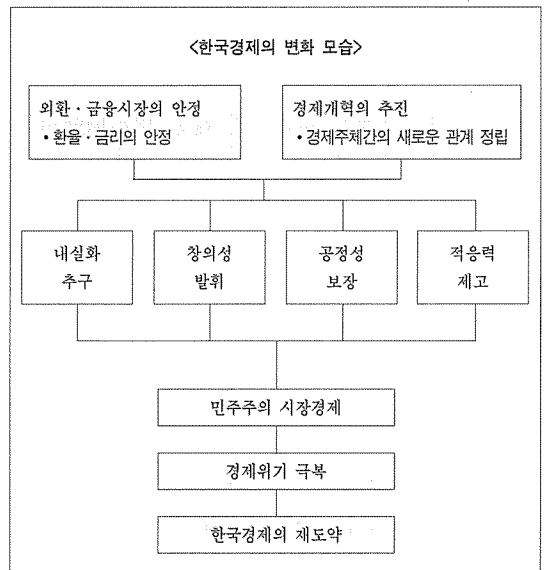 <한국경제의 변화 모습>
외환·금융시장의 안정
•환율·금리의 안정
경제개혁의 추진
•경제주체간의 새로운 관계 정립
내실화
추구
창의성
발휘
공정성
보장
적응력
제고
민주주의 시장경제
경제위기 극복
한국경제의 재도약